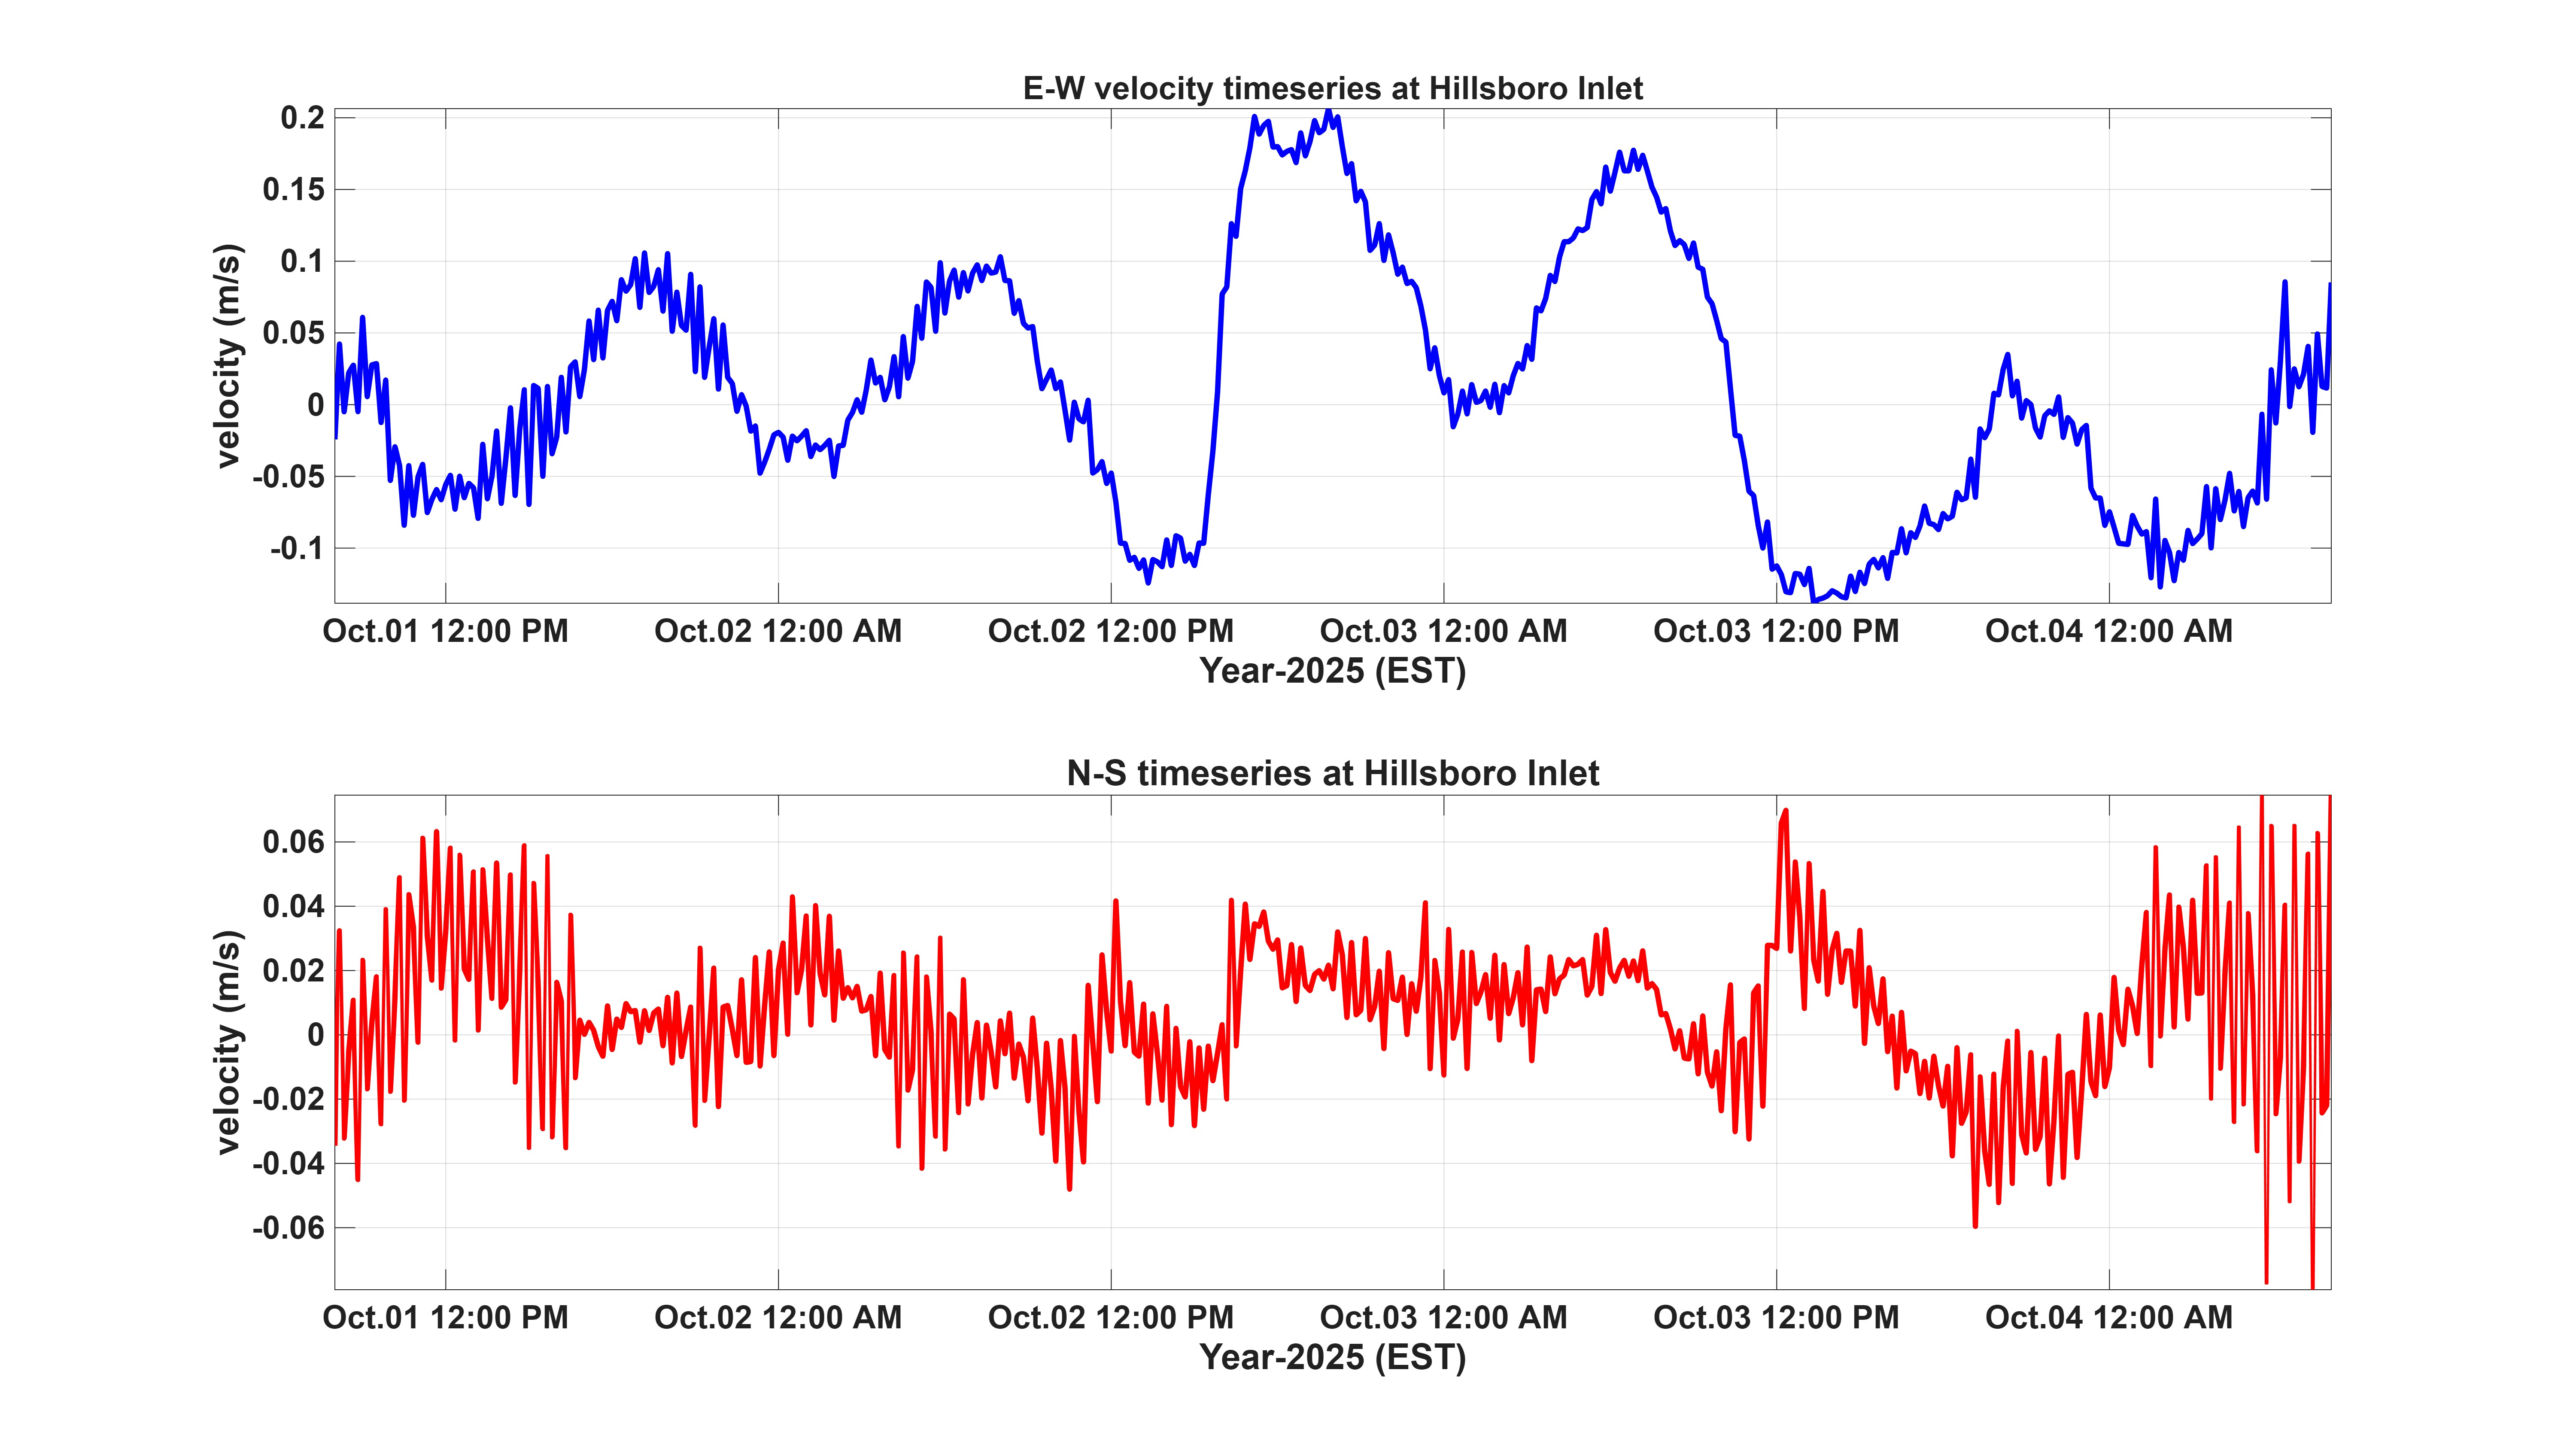 E-W velocity timeseries at Hillsboro Inlet
velocity (m/s)
0.2
0.15
0.1
0.05
0
-0.05
-0.1
Oct.01 12:00 PM
Oct.02 12:00 AM
Oct.02 12:00 PM
Oct.03 12:00 AM
Oct.03 12:00 PM
Oct.04 12:00 AM
Year-2025 (EST)
N-S timeseries at Hillsboro Inlet
velocity (m/s)
0.06
0.04
0.02
0
-0.02
-0.04
-0.06
Oct.01 12:00 PM
Oct.02 12:00 AM
Oct.02 12:00 PM
Oct.03 12:00 AM
Oct.03 12:00 PM
Oct.04 12:00 AM
Year-2025 (EST)